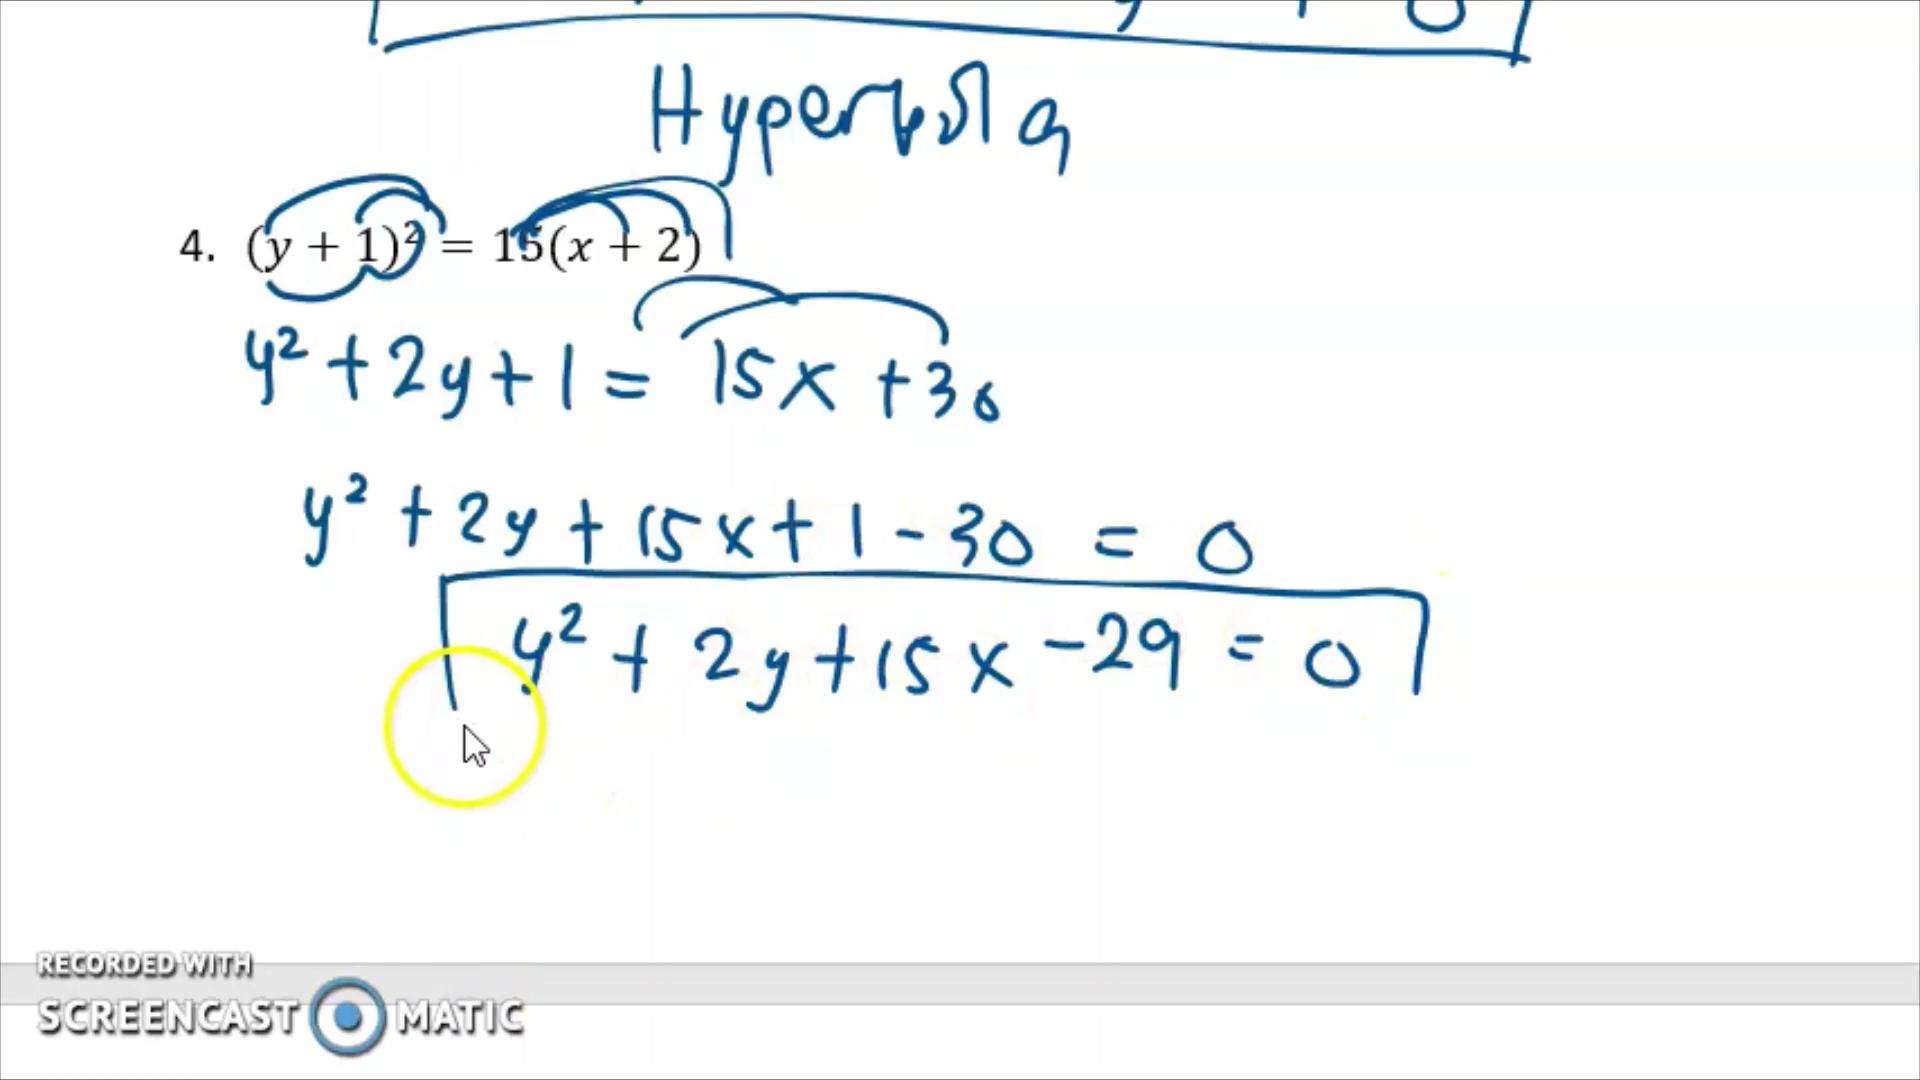 Hyperbola
4. (y + 1)² = 15(x + 2)
y² + 2y + 1 = 15x + 30
y² + 2y + 15x + 1 - 30 = 0
y² + 2y + 15x - 29 = 0
RECORDED WITH
SCREENCAST MATIC